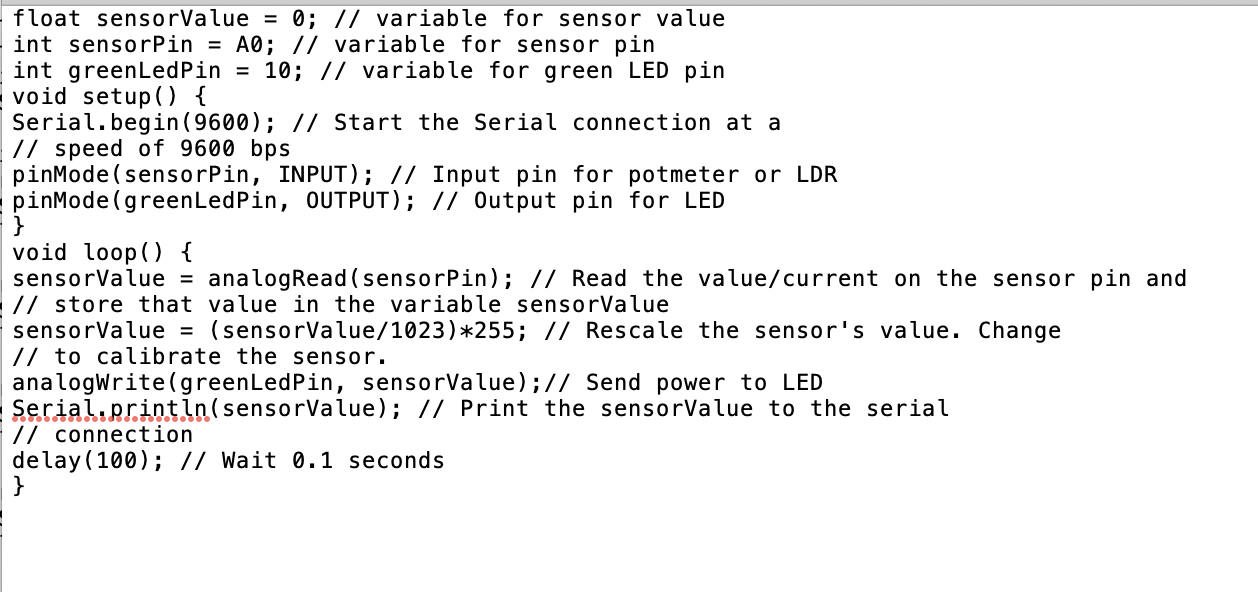 float sensorValue = 0; // variable for sensor value
int sensorPin = A0; // variable for sensor pin
int greenLedPin = 10; // variable for green LED pin
void setup() {
Serial.begin(9600); // Start the Serial connection at a
// speed of 9600 bps
pinMode(sensorPin, INPUT); // Input pin for potmeter or LDR
pinMode(greenLedPin, OUTPUT); // Output pin for LED
}
void loop() {
sensorValue = analogRead(sensorPin); // Read the value/current on the sensor pin and
// store that value in the variable sensorValue
sensorValue = (sensorValue/1023)*255; // Rescale the sensor's value. Change
// to calibrate the sensor.
analogWrite(greenLedPin, sensorValue);// Send power to LED
Serial.println(sensorValue); // Print the sensorValue to the serial
// connection
delay(100); // Wait 0.1 seconds
}